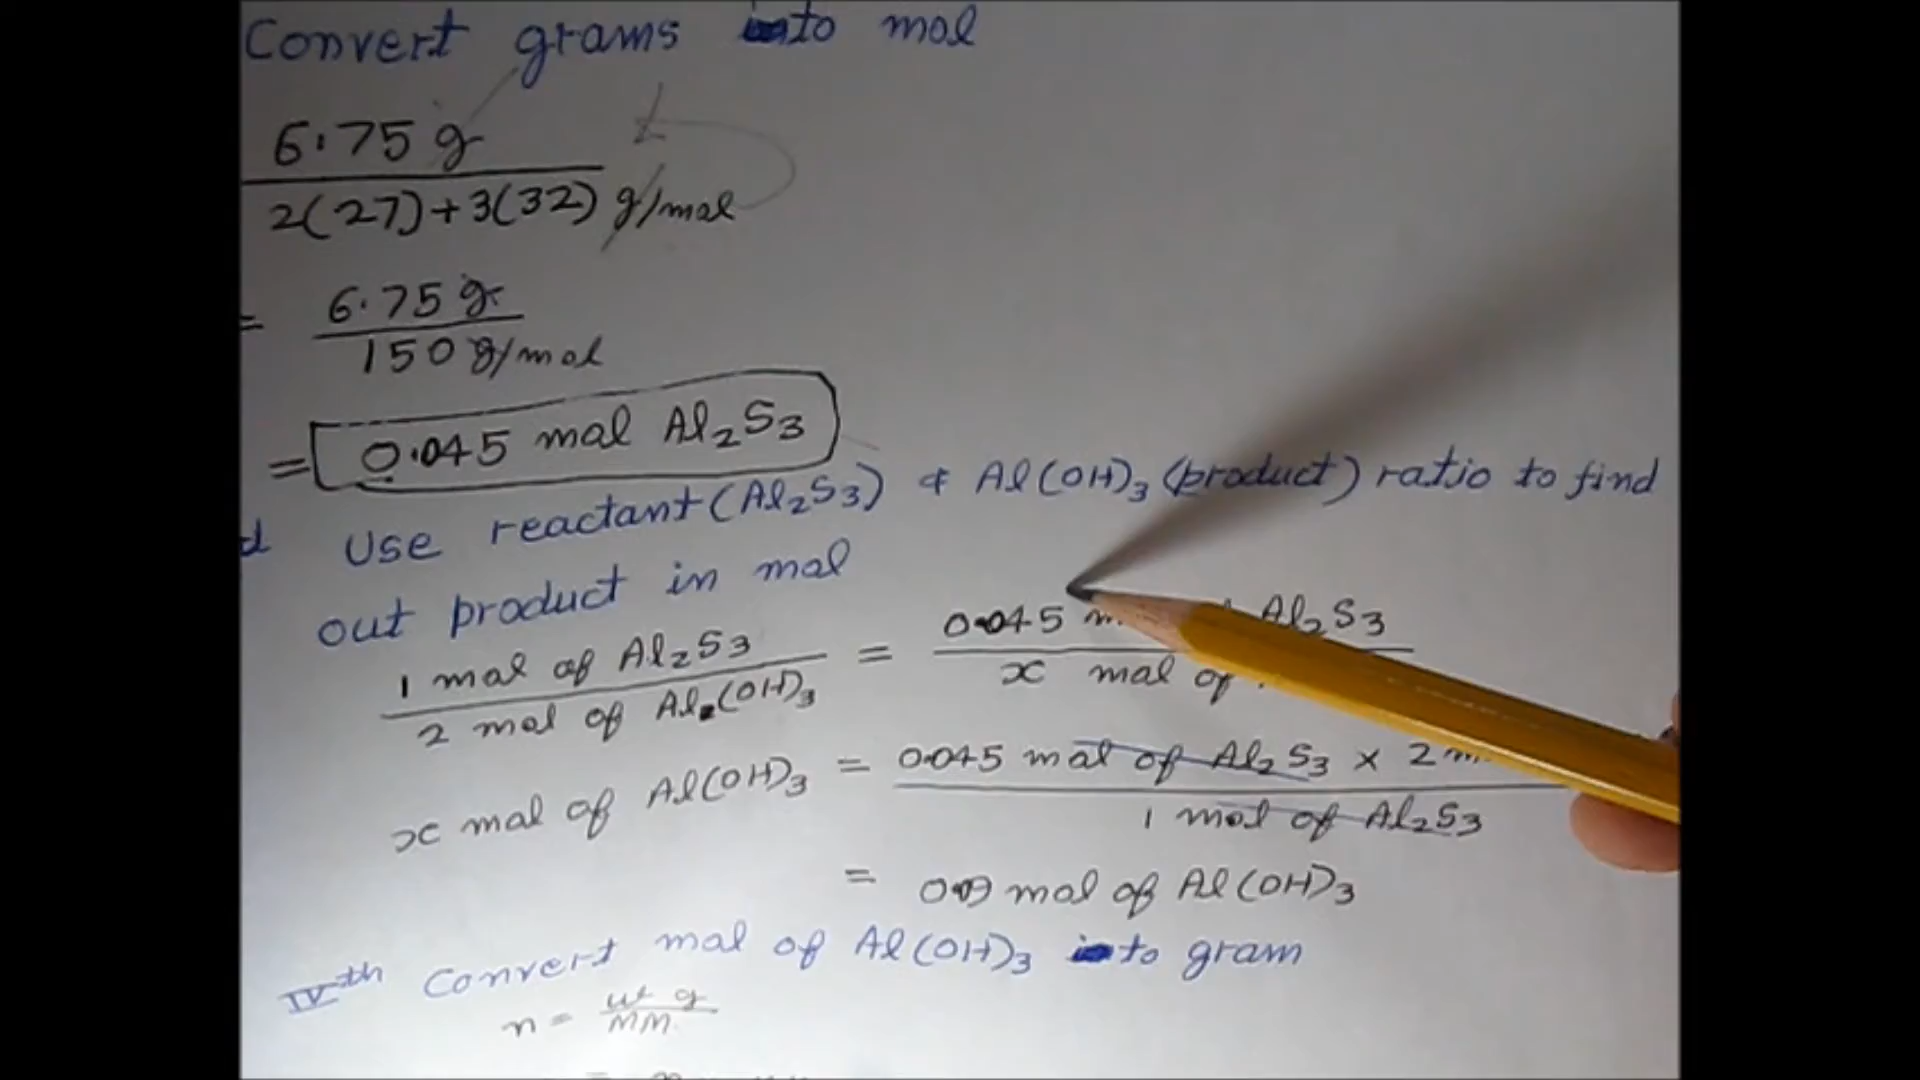 Convert grams into mol
6.75 g
2(27)+3(32) g/mol
= 6.75 g
150 g/mol
= 0.045 mol Al₂S₃
d Use reactant (Al₂S₃) & Al(OH)₃ (product) ratio to find
out product in mol
1 mol of Al₂S₃ = 0.045 Al₂S₃
2 mol of Al(OH)₃ x mol of
x mol of Al(OH)₃ = 0.045 mol of Al₂S₃ × 2
1 mol of Al₂S₃
= 0.09 mol of Al(OH)₃
IVth Convert mol of Al(OH)₃ into gram
n = w g
MM